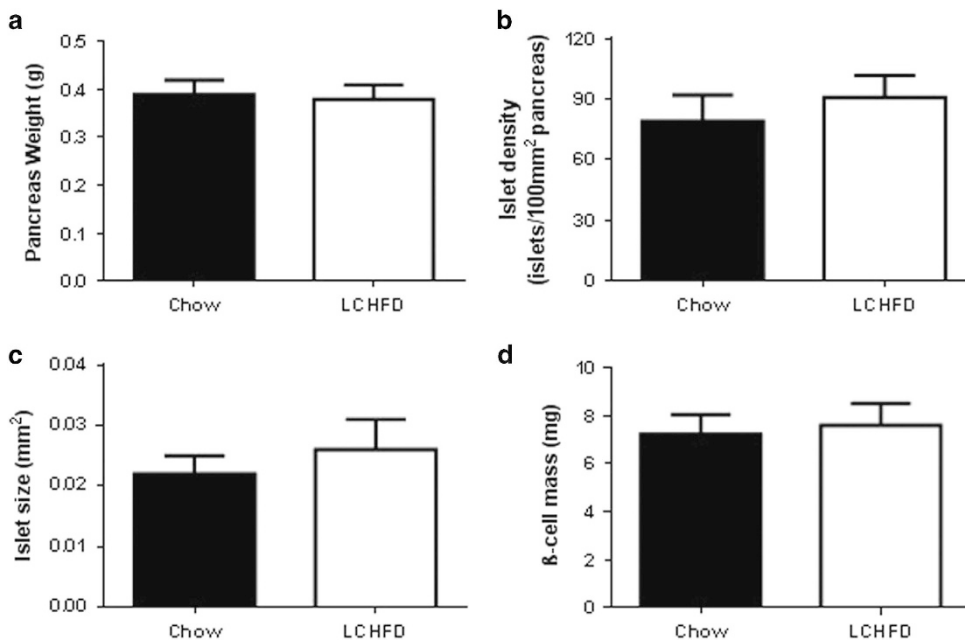 a
Pancreas Weight (g)
0.5
0.4
0.3
0.2
0.1
0.0
Chow
LCHFD
b
Islet density
(islets/100mm² pancreas)
120
90
60
30
0
Chow
LCHFD
c
Islet size (mm²)
0.04
0.03
0.02
0.01
0.00
Chow
LCHFD
d
ß-cell mass (mg)
10
8
6
4
2
0
Chow
LCHFD